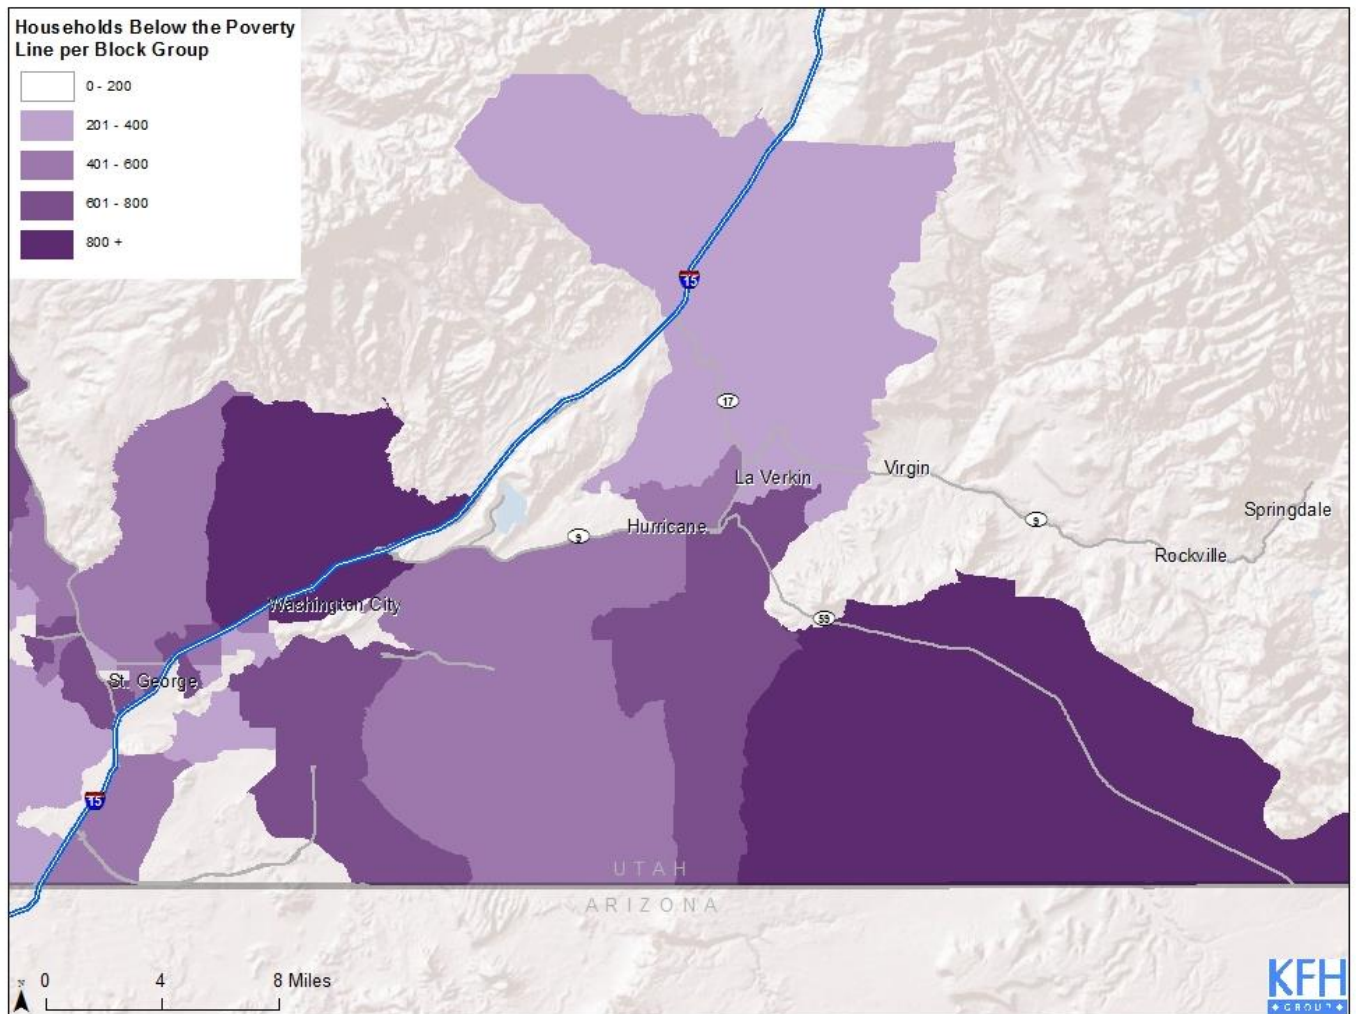 Households Below the Poverty
Line per Block Group
0 - 200
201 - 400
401 - 600
601 - 800
800 +
15
17
La Verkin
Virgin
Springdale
9
Hurricane
9
Rockville
Washington City
59
St. George
15
UTAH
ARIZONA
N
0 4 8 Miles
KFH
GROUP